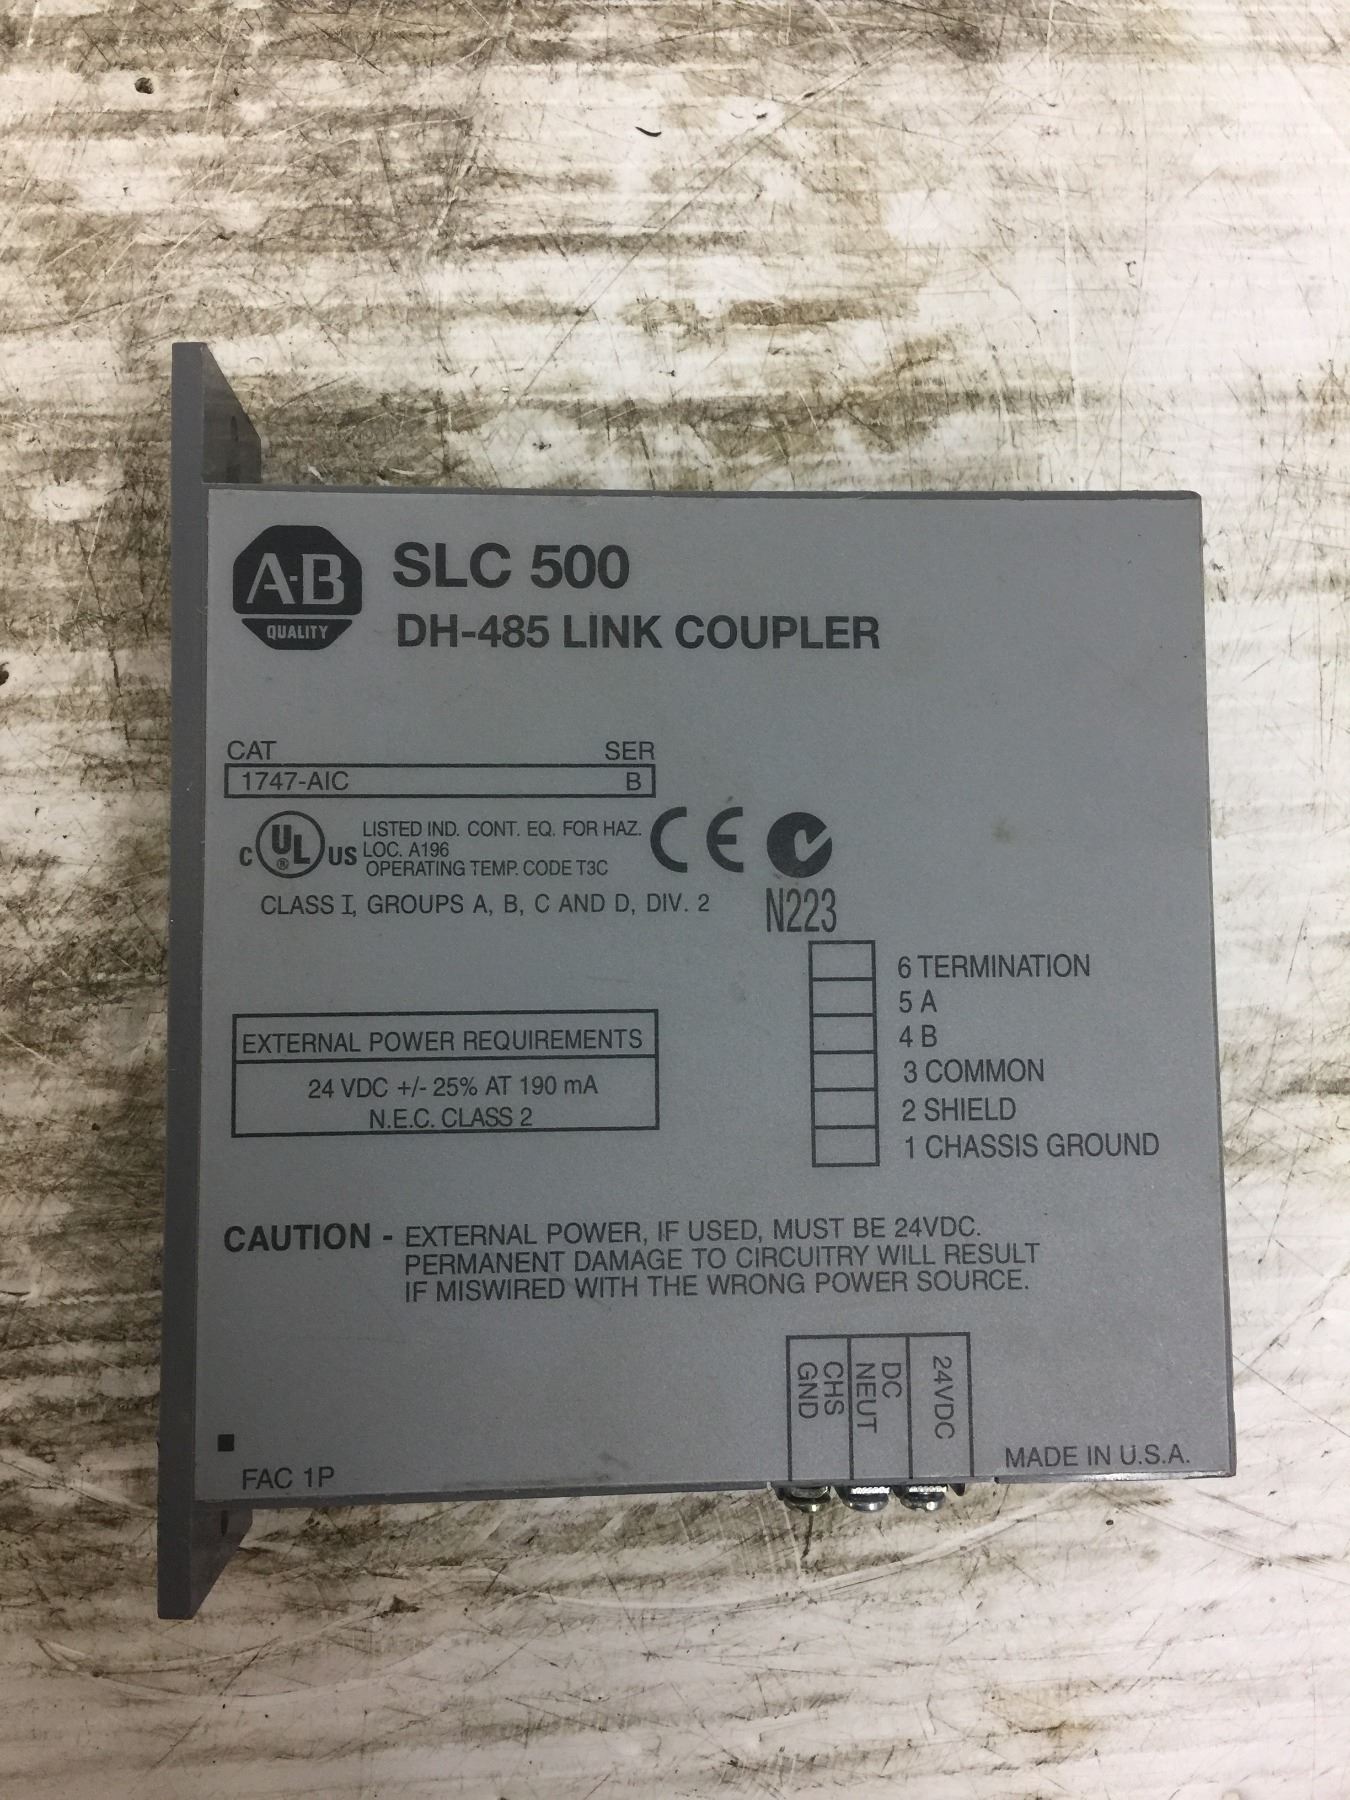 A-B
QUALITY
SLC 500
DH-485 LINK COUPLER
CAT SER
1747-AIC B
C UL ® US
LISTED IND. CONT. EQ. FOR HAZ.
LOC. A196
OPERATING TEMP. CODE T3C
CE
N223
CLASS I, GROUPS A, B, C AND D, DIV. 2
6 TERMINATION
5 A
4 B
3 COMMON
2 SHIELD
1 CHASSIS GROUND
EXTERNAL POWER REQUIREMENTS
24 VDC +/- 25% AT 190 mA
N.E.C. CLASS 2
CAUTION - EXTERNAL POWER, IF USED, MUST BE 24VDC.
PERMANENT DAMAGE TO CIRCUITRY WILL RESULT
IF MISWIRED WITH THE WRONG POWER SOURCE.
CHS
GND
DC
NEUT
24VDC
FAC 1P
MADE IN U.S.A.